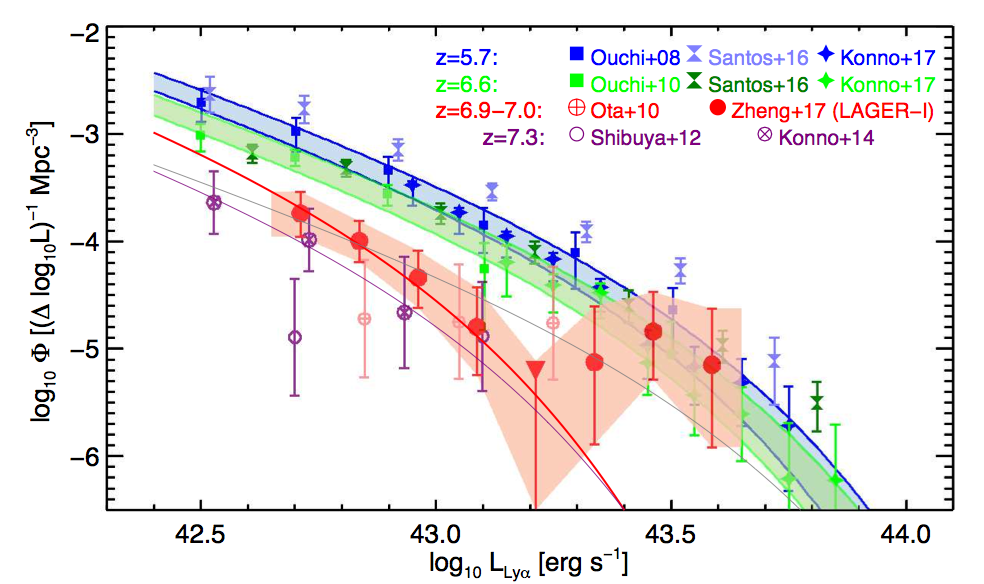 −2
z=5.7: Ouchi+08 Santos+16 Konno+17
z=6.6: Ouchi+10 Santos+16 Konno+17
z=6.9−7.0: Ota+10 Zheng+17 (LAGER−I)
−3
z=7.3: Shibuya+12 Konno+14
log₁₀ Φ [(Δ log₁₀L)⁻¹ Mpc⁻³]
−4
−5
−6
42.5 43.0 43.5 44.0
log₁₀ L_Lyα [erg s⁻¹]